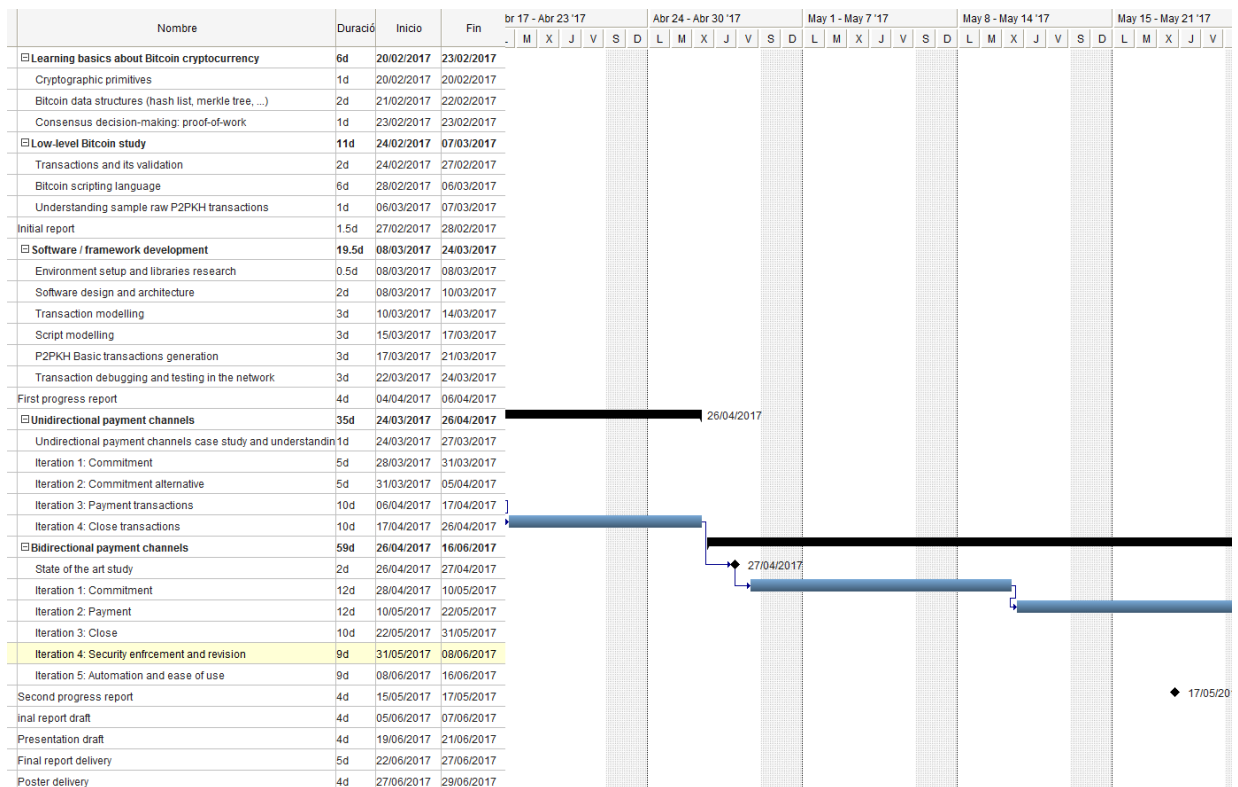 Nombre Duració Inicio Fin
br 17 - Abr 23 '17 Abr 24 - Abr 30 '17 May 1 - May 7 '17 May 8 - May 14 '17 May 15 - May 21 '17
M X J V S D L M X J V S D L M X J V S D L M X J V S D L M X J V
Learning basics about Bitcoin cryptocurrency 6d 20/02/2017 23/02/2017
Cryptographic primitives 1d 20/02/2017 20/02/2017
Bitcoin data structures (hash list, merkle tree, ...) 2d 21/02/2017 22/02/2017
Consensus decision-making: proof-of-work 1d 23/02/2017 23/02/2017
Low-level Bitcoin study 11d 24/02/2017 07/03/2017
Transactions and its validation 2d 24/02/2017 27/02/2017
Bitcoin scripting language 6d 28/02/2017 06/03/2017
Understanding sample raw P2PKH transactions 1d 06/03/2017 07/03/2017
Initial report 1.5d 27/02/2017 28/02/2017
Software / framework development 19.5d 08/03/2017 24/03/2017
Environment setup and libraries research 0.5d 08/03/2017 08/03/2017
Software design and architecture 2d 08/03/2017 10/03/2017
Transaction modelling 3d 10/03/2017 14/03/2017
Script modelling 3d 15/03/2017 17/03/2017
P2PKH Basic transactions generation 3d 17/03/2017 21/03/2017
Transaction debugging and testing in the network 3d 22/03/2017 24/03/2017
First progress report 4d 04/04/2017 06/04/2017
Unidirectional payment channels 35d 24/03/2017 26/04/2017 26/04/2017
Undirectional payment channels case study and understandin 1d 24/03/2017 27/03/2017
Iteration 1: Commitment 5d 28/03/2017 31/03/2017
Iteration 2: Commitment alternative 5d 31/03/2017 05/04/2017
Iteration 3: Payment transactions 10d 06/04/2017 17/04/2017
Iteration 4: Close transactions 10d 17/04/2017 26/04/2017
Bidirectional payment channels 59d 26/04/2017 16/06/2017
State of the art study 2d 26/04/2017 27/04/2017 27/04/2017
Iteration 1: Commitment 12d 28/04/2017 10/05/2017
Iteration 2: Payment 12d 10/05/2017 22/05/2017
Iteration 3: Close 10d 22/05/2017 31/05/2017
Iteration 4: Security enfrcement and revision 9d 31/05/2017 08/06/2017
Iteration 5: Automation and ease of use 9d 08/06/2017 16/06/2017
Second progress report 4d 15/05/2017 17/05/2017 17/05/20
inal report draft 4d 05/06/2017 07/06/2017
Presentation draft 4d 19/06/2017 21/06/2017
Final report delivery 5d 22/06/2017 27/06/2017
Poster delivery 4d 27/06/2017 29/06/2017